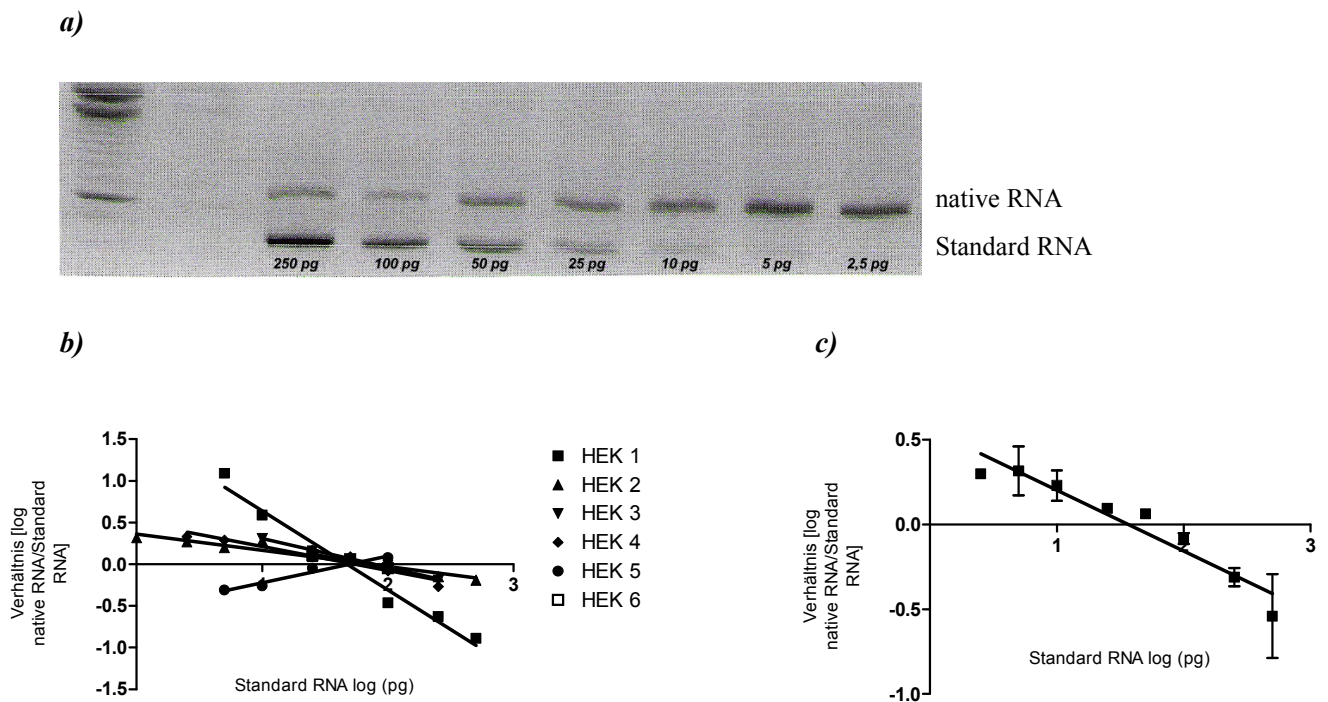 a)
native RNA
Standard RNA
250 pg
100 pg
50 pg
25 pg
10 pg
5 pg
2,5 pg
b)
Verhältnis [log
native RNA/Standard
RNA]
1.5
1.0
0.5
0.0
-0.5
-1.0
-1.5
2
3
Standard RNA log (pg)
HEK 1
HEK 2
HEK 3
HEK 4
HEK 5
HEK 6
c)
Verhältnis [log
native RNA/Standard
RNA]
0.5
0.0
-0.5
-1.0
1
2
3
Standard RNA log (pg)